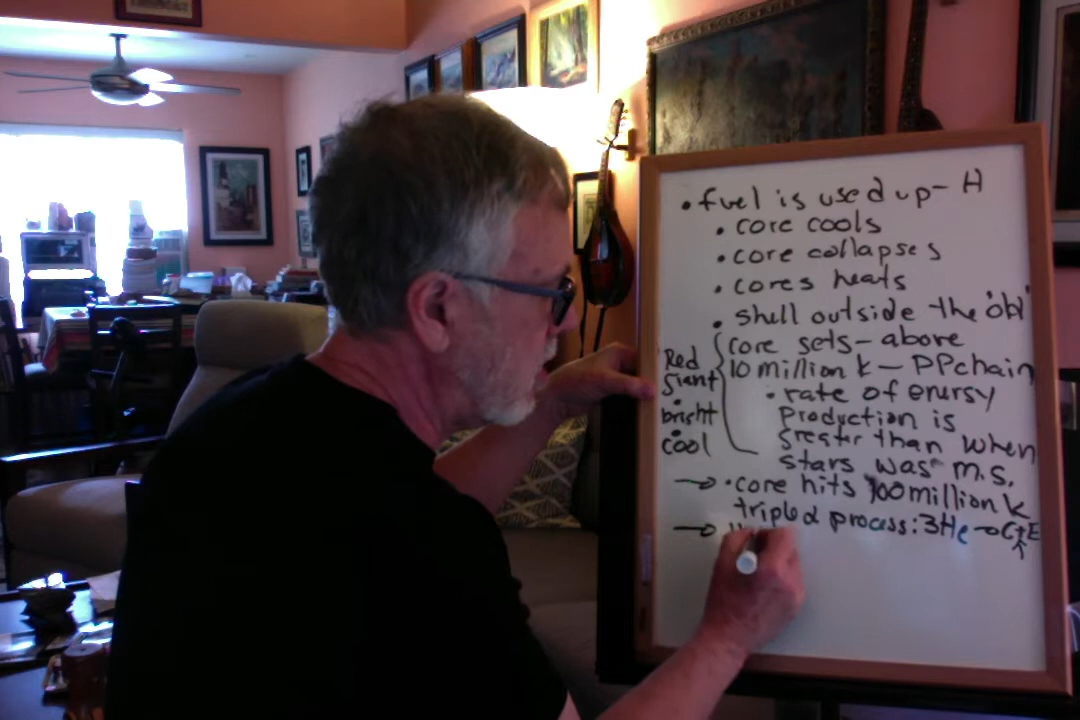 • fuel is used up - H
• core cools
• core collapses
• cores heats
• shell outside the 'old'
core gets - above
10 million k - PPchain
• rate of energy
production is
greater than when
stars was m.s.
Red
giant
•
bright
•
cool
→ • core hits 100 million k
triple α process: 3He → C+E
→